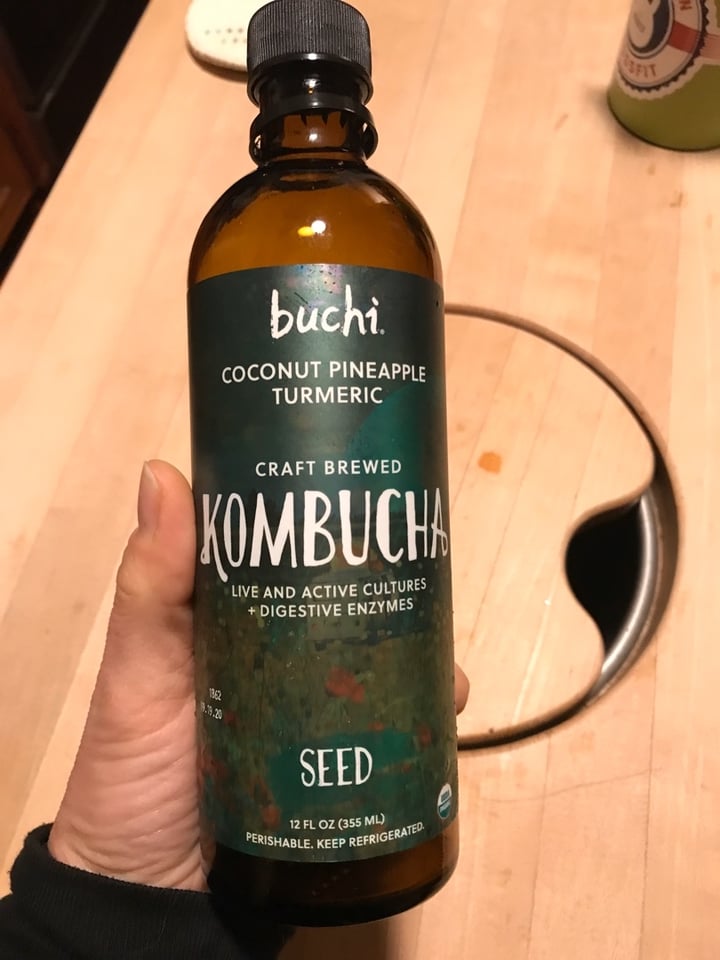 buchi.
COCONUT PINEAPPLE
TURMERIC
CRAFT BREWED
KOMBUCHA
LIVE AND ACTIVE CULTURES
+ DIGESTIVE ENZYMES
1362
SEED
12 FL OZ (355 ML)
PERISHABLE. KEEP REFRIGERATED.